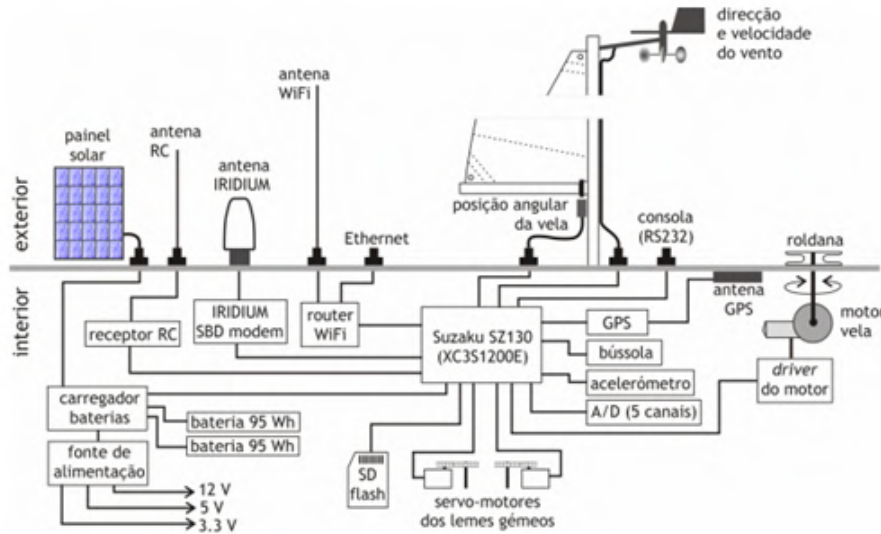 direcção
e velocidade
do vento
antena
WiFi
painel
solar
antena
RC
antena
IRIDIUM
posição angular
da vela
consola
(RS232)
Ethernet
roldana
exterior
interior
antena
GPS
motor
vela
receptor RC
IRIDIUM
SBD modem
router
WiFi
Suzaku SZ130
(XC3S1200E)
GPS
bússola
acelerómetro
A/D (5 canais)
driver
do motor
carregador
baterias
bateria 95 Wh
bateria 95 Wh
fonte de
alimentação
12 V
5 V
3.3 V
SD
flash
servo-motores
dos lemes gémeos